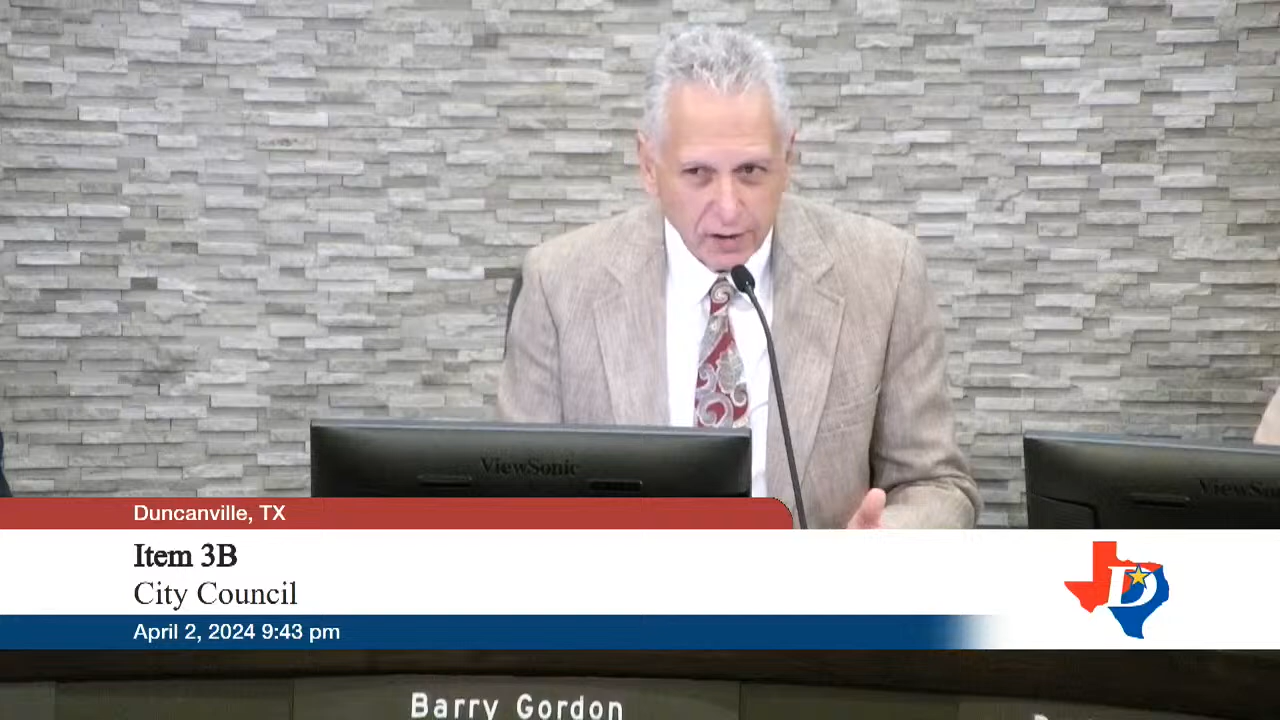 ViewSonic
Duncanville, TX
Item 3B
City Council
D
April 2, 2024 9:43 pm
Barry Gordon